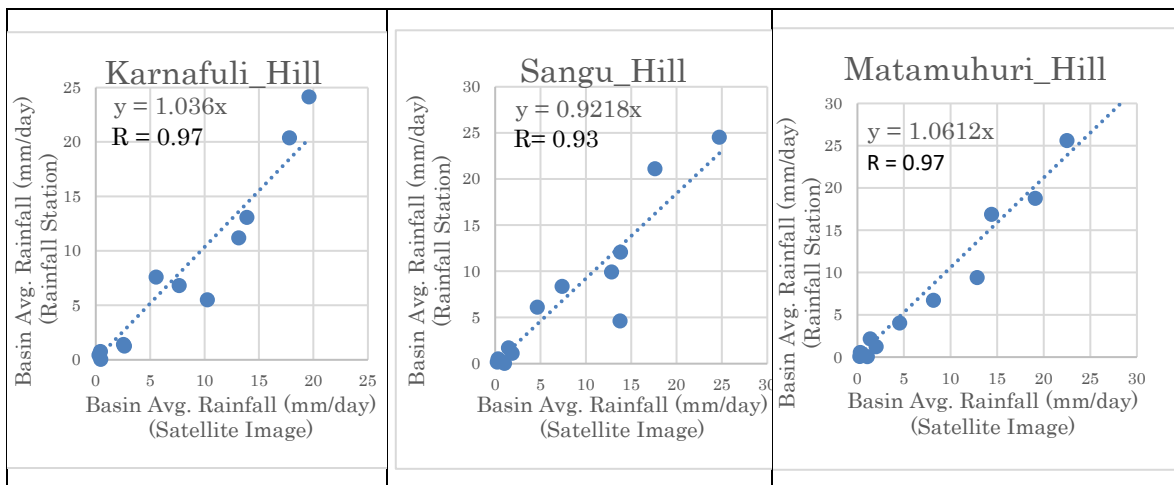 Karnafuli_Hill
y = 1.036x
R = 0.97
Basin Avg. Rainfall (mm/day)
(Rainfall Station)
25
20
15
10
5
0
0 5 10 15 20 25
Basin Avg. Rainfall (mm/day)
(Satellite Image)
Sangu_Hill
y = 0.9218x
R= 0.93
Basin Avg. Rainfall (mm/day)
(Rainfall Station)
30
25
20
15
10
5
0
0 5 10 15 20 25 30
Basin Avg. Rainfall (mm/day)
(Satellite Image)
Matamuhuri_Hill
y = 1.0612x
R = 0.97
Basin Avg. Rainfall (mm/day)
(Rainfall Station)
30
25
20
15
10
5
0
0 5 10 15 20 25 30
Basin Avg. Rainfall (mm/day)
(Satellite Image)